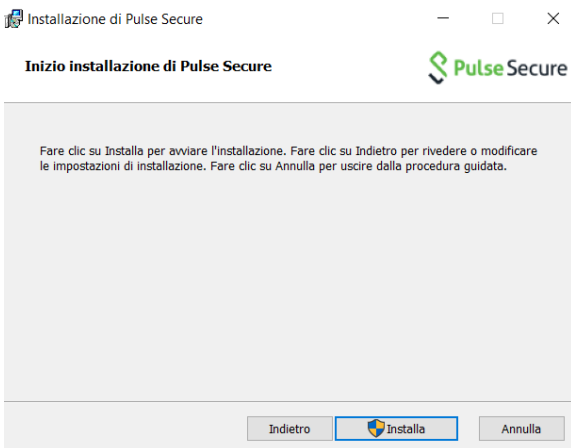 Installazione di Pulse Secure
Inizio installazione di Pulse Secure
Pulse Secure
Fare clic su Installa per avviare l'installazione. Fare clic su Indietro per rivedere o modificare
le impostazioni di installazione. Fare clic su Annulla per uscire dalla procedura guidata.
Indietro
Installa
Annulla